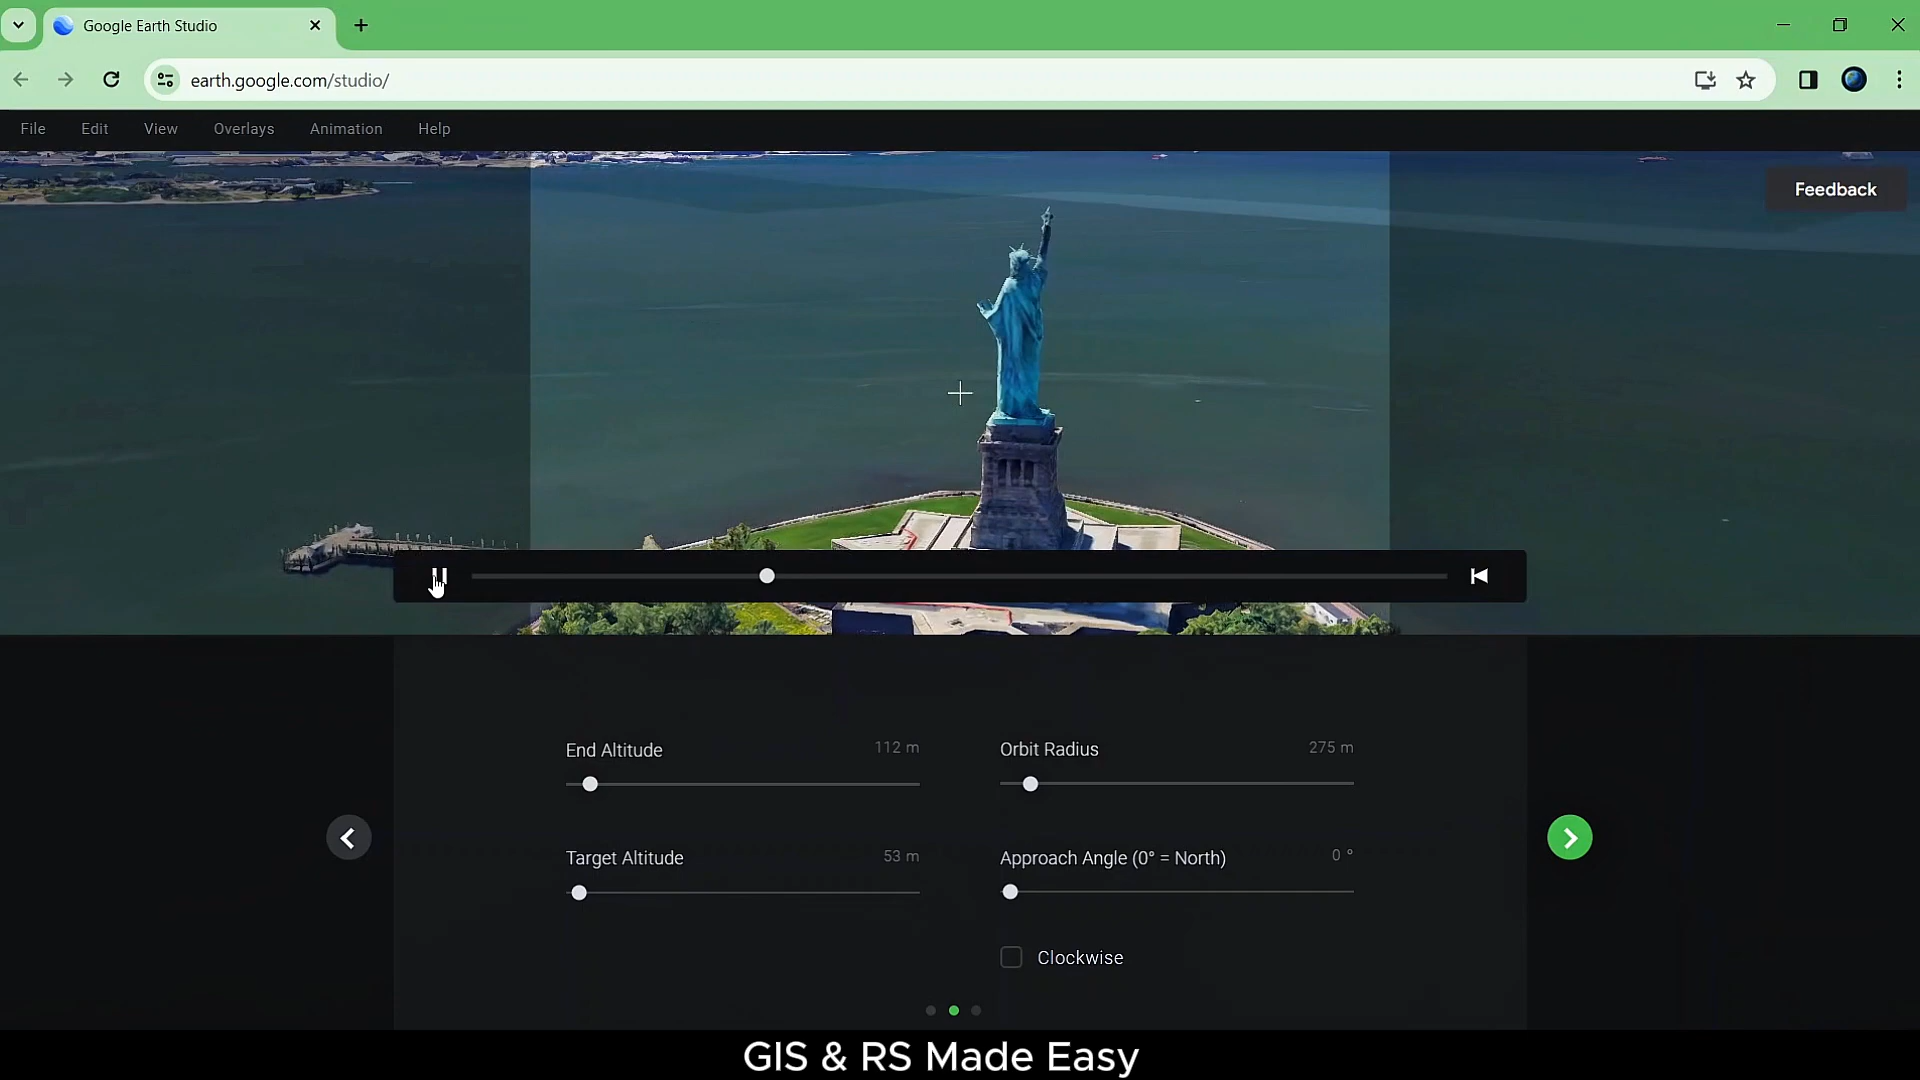 Google Earth Studio
earth.google.com/studio/
File Edit View Overlays Animation Help
Feedback
End Altitude 112 m
Orbit Radius 275 m
Target Altitude 53 m
Approach Angle (0° = North) 0 °
Clockwise
GIS & RS Made Easy